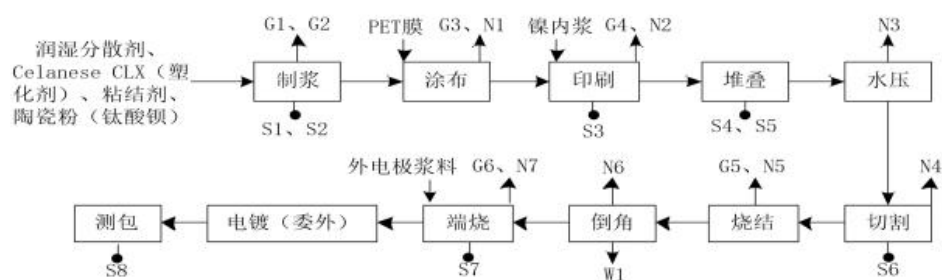 G1、G2
PET膜
G3、N1
镍内浆
G4、N2
N3
润湿分散剂、
Celanese CLX（塑
化剂）、粘结剂、
陶瓷粉（钛酸钡）
制浆
涂布
印刷
堆叠
水压
S1、S2
S3
S4、S5
外电极浆料
G6、N7
N6
G5、N5
N4
测包
电镀（委外）
端烧
倒角
烧结
切割
S8
S7
W1
S6